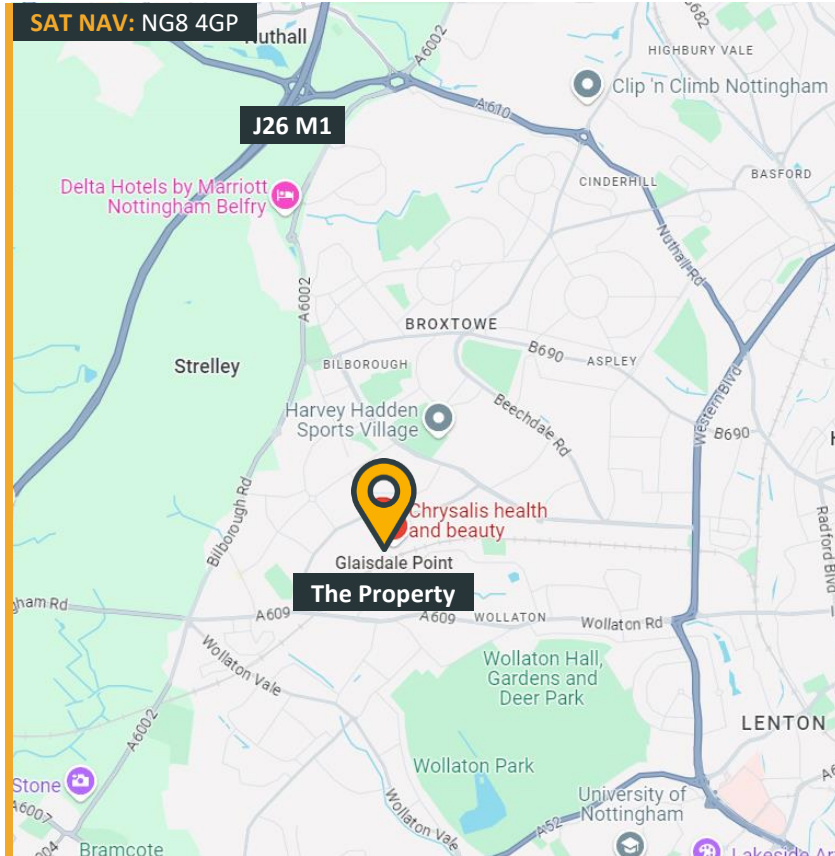 SAT NAV: NG8 4GP
Nuthall
A6002
682
HIGHBURY VALE
Clip 'n Climb Nottingham
J26 M1
A610
Delta Hotels by Marriott
Nottingham Belfry
CINDERHILL
BASFORD
Nuthall Rd
A6002
BROXTOWE
B690
ASPLEY
Strelley
BILBOROUGH
Western Blvd
Beechdale Rd
B690
Harvey Hadden
Sports Village
Bilborough Rd
Chrysalis health
and beauty
Radford Blvd
Glaisdale Point
The Property
ham Rd
A609
A609
WOLLATON
Wollaton Rd
Wollaton Vale
Wollaton Hall,
Gardens and
Deer Park
A6002
LENTON
Wollaton Park
Stone
A6007
University of
Nottingham
Wollaton Vale
A52
Bramcote
Lakeside Ar